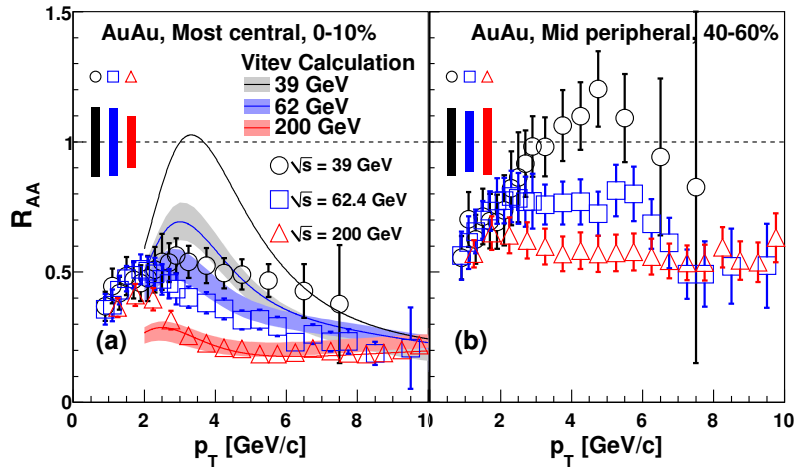 AuAu, Most central, 0-10%
AuAu, Mid peripheral, 40-60%
Vitev Calculation
39 GeV
62 GeV
200 GeV
√s = 39 GeV
√s = 62.4 GeV
√s = 200 GeV
R_AA
1.5
1
0.5
0
(a)
(b)
0 2 4 6 8 10
0 2 4 6 8 10
p_T [GeV/c]
p_T [GeV/c]